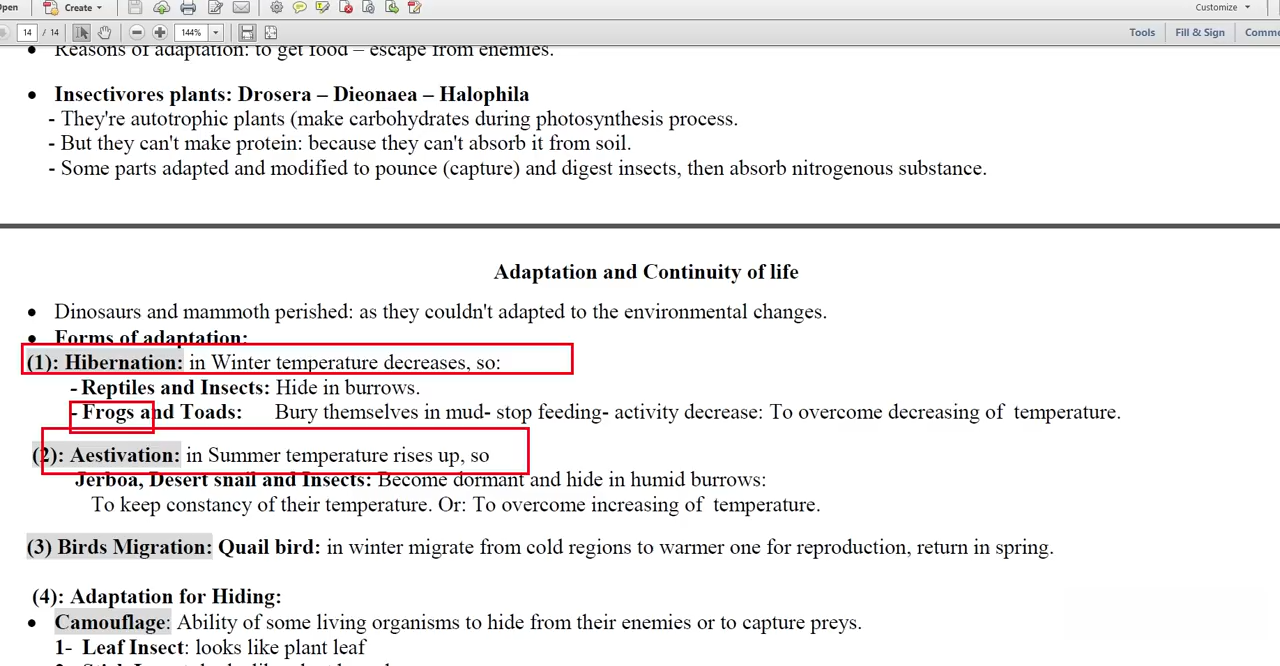 Open Create Customize
14 / 14 144% Tools Fill & Sign
• Reasons of adaptation: to get food – escape from enemies.
• Insectivores plants: Drosera – Dieonaea – Halophila
- They're autotrophic plants (make carbohydrates during photosynthesis process.
- But they can't make protein: because they can't absorb it from soil.
- Some parts adapted and modified to pounce (capture) and digest insects, then absorb nitrogenous substance.
Adaptation and Continuity of life
• Dinosaurs and mammoth perished: as they couldn't adapted to the environmental changes.
• Forms of adaptation:
(1): Hibernation: in Winter temperature decreases, so:
- Reptiles and Insects: Hide in burrows.
- Frogs and Toads: Bury themselves in mud- stop feeding- activity decrease: To overcome decreasing of temperature.
(2): Aestivation: in Summer temperature rises up, so
Jerboa, Desert snail and Insects: Become dormant and hide in humid burrows:
To keep constancy of their temperature. Or: To overcome increasing of temperature.
(3) Birds Migration: Quail bird: in winter migrate from cold regions to warmer one for reproduction, return in spring.
(4): Adaptation for Hiding:
• Camouflage: Ability of some living organisms to hide from their enemies or to capture preys.
1- Leaf Insect: looks like plant leaf